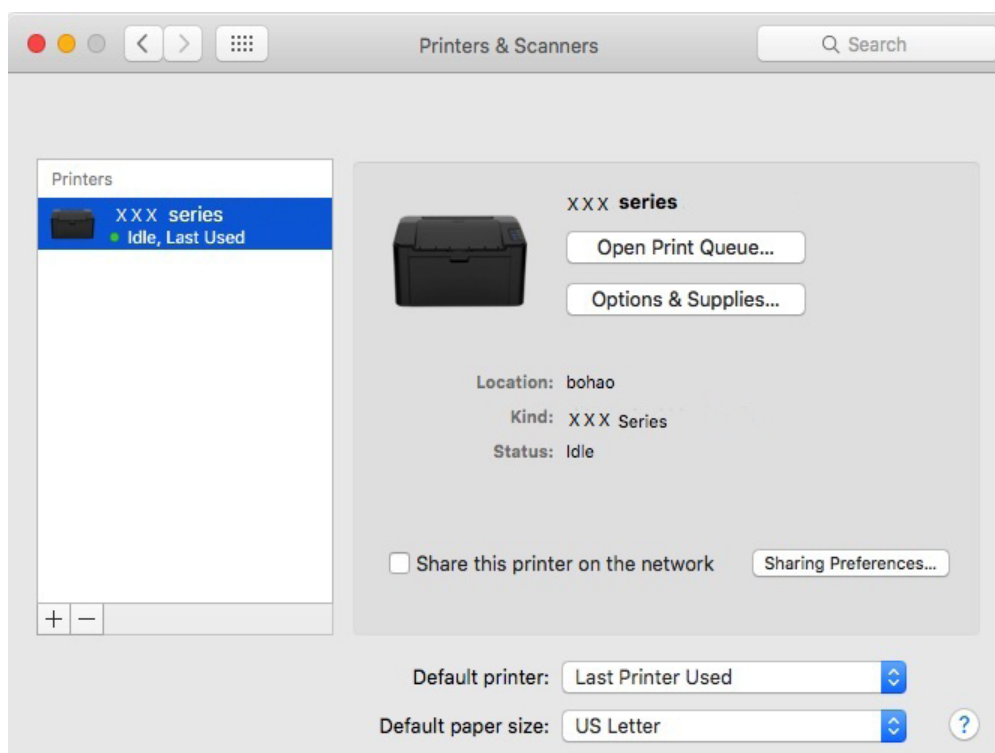 Printers & Scanners
Search
Printers
XXX series
Idle, Last Used
XXX series
Open Print Queue...
Options & Supplies...
Location: bohao
Kind: XXX Series
Status: Idle
Share this printer on the network
Sharing Preferences...
+ −
Default printer: Last Printer Used
Default paper size: US Letter
?